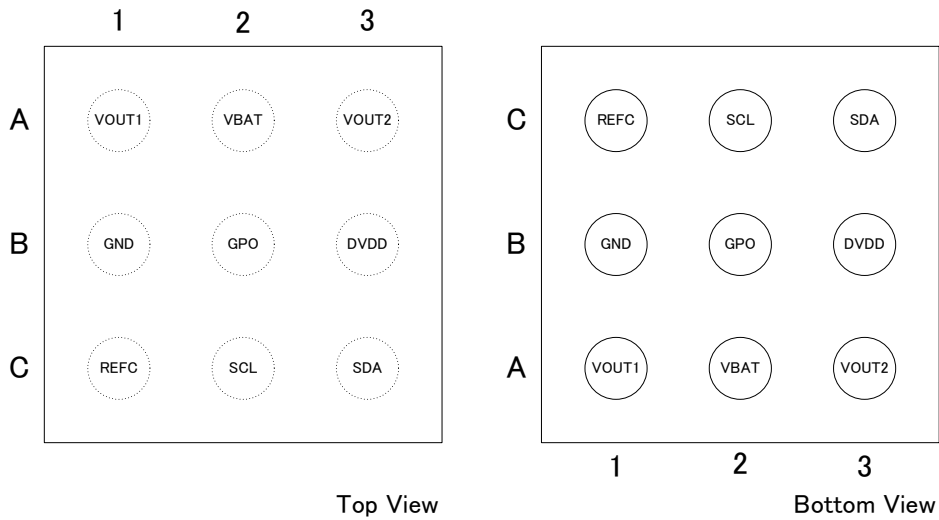 1 2 3
A VOUT1 VBAT VOUT2
B GND GPO DVDD
C REFC SCL SDA
Top View
C REFC SCL SDA
B GND GPO DVDD
A VOUT1 VBAT VOUT2
1 2 3
Bottom View